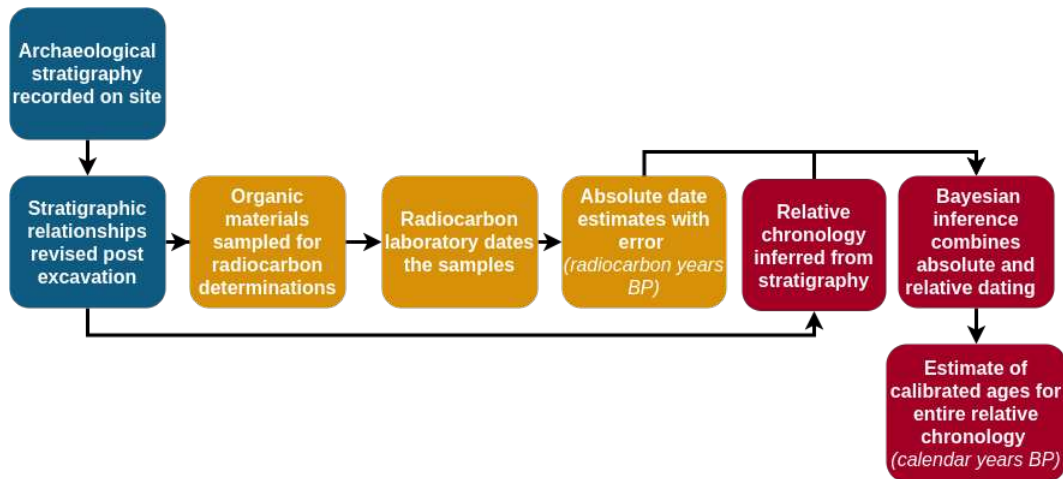 Archaeological
stratigraphy
recorded on site
Stratigraphic
relationships
revised post
excavation
Organic
materials
sampled for
radiocarbon
determinations
Radiocarbon
laboratory dates
the samples
Absolute date
estimates with
error
(radiocarbon years
BP)
Relative
chronology
inferred from
stratigraphy
Bayesian
inference
combines
absolute and
relative dating
Estimate of
calibrated ages for
entire relative
chronology
(calendar years BP)